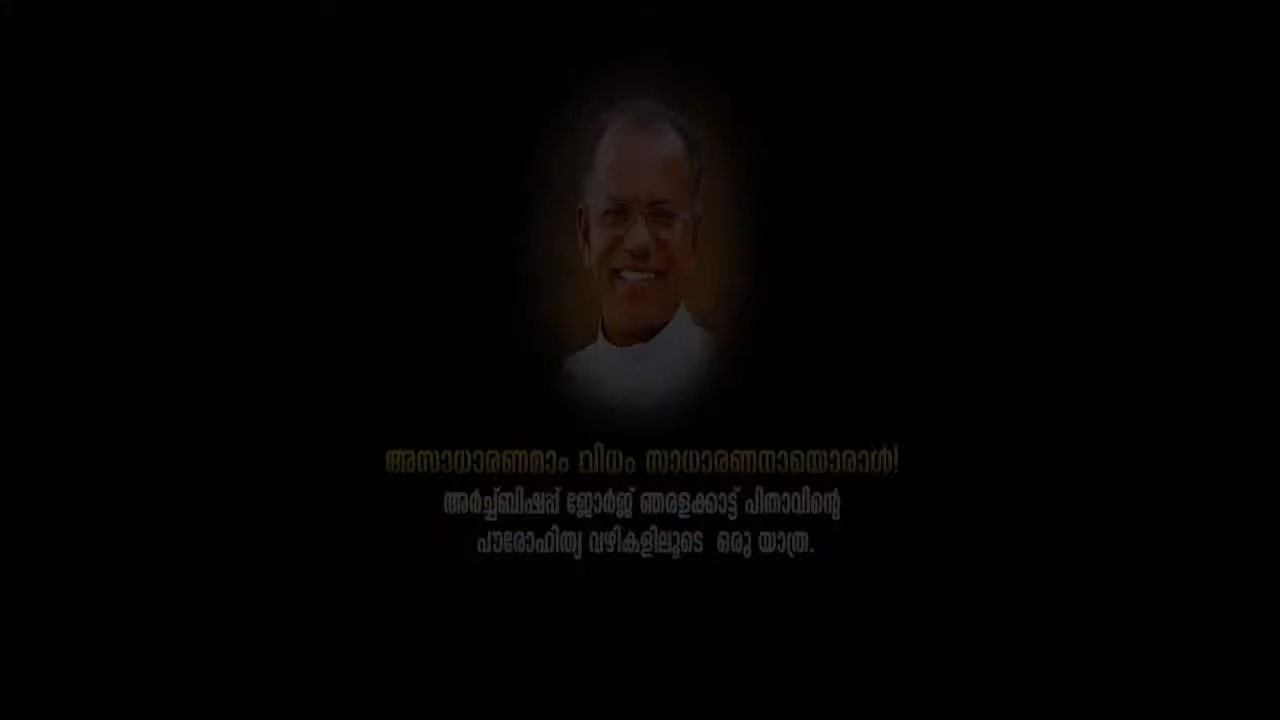 അസാധാരണമാം വിധം സാധാരണനായൊരാൾ!
അർച്ച്ബിഷപ്പ് ജോർജ് ഞരളക്കാട്ട് പിതാവിന്റെ
പൗരോഹിത്യ വഴികളിലൂടെ ഒരു യാത്ര.